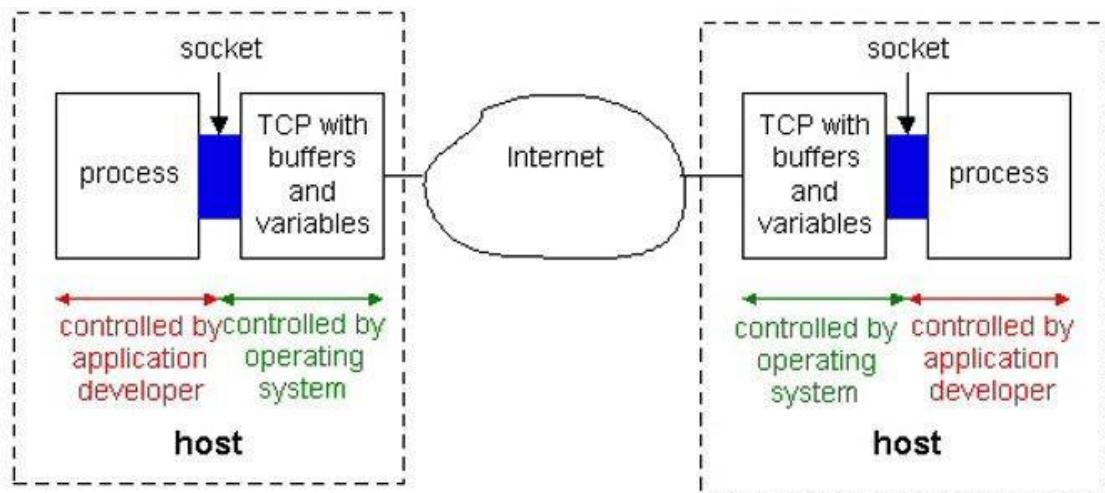 socket
process
TCP with
buffers
and
variables
controlled by
application
developer
controlled by
operating
system
host
Internet
socket
TCP with
buffers
and
variables
process
controlled by
operating
system
controlled by
application
developer
host